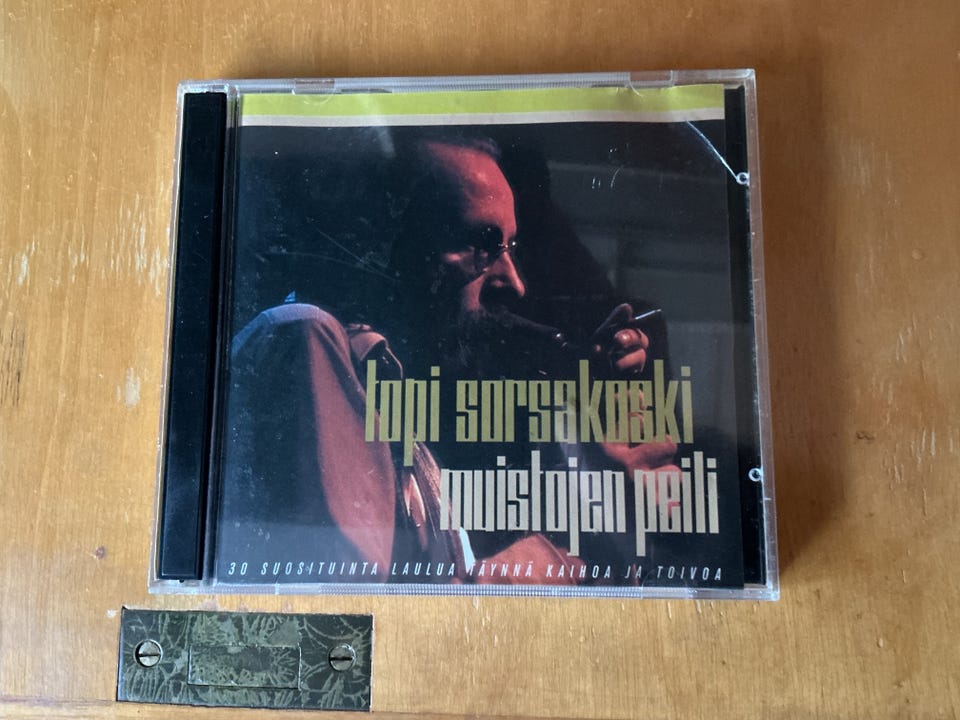 topi sorsakoski
muistojen peili
30 SUOSITUINTA LAULUA TÄYNNÄ KAIHOA JA TOIVOA